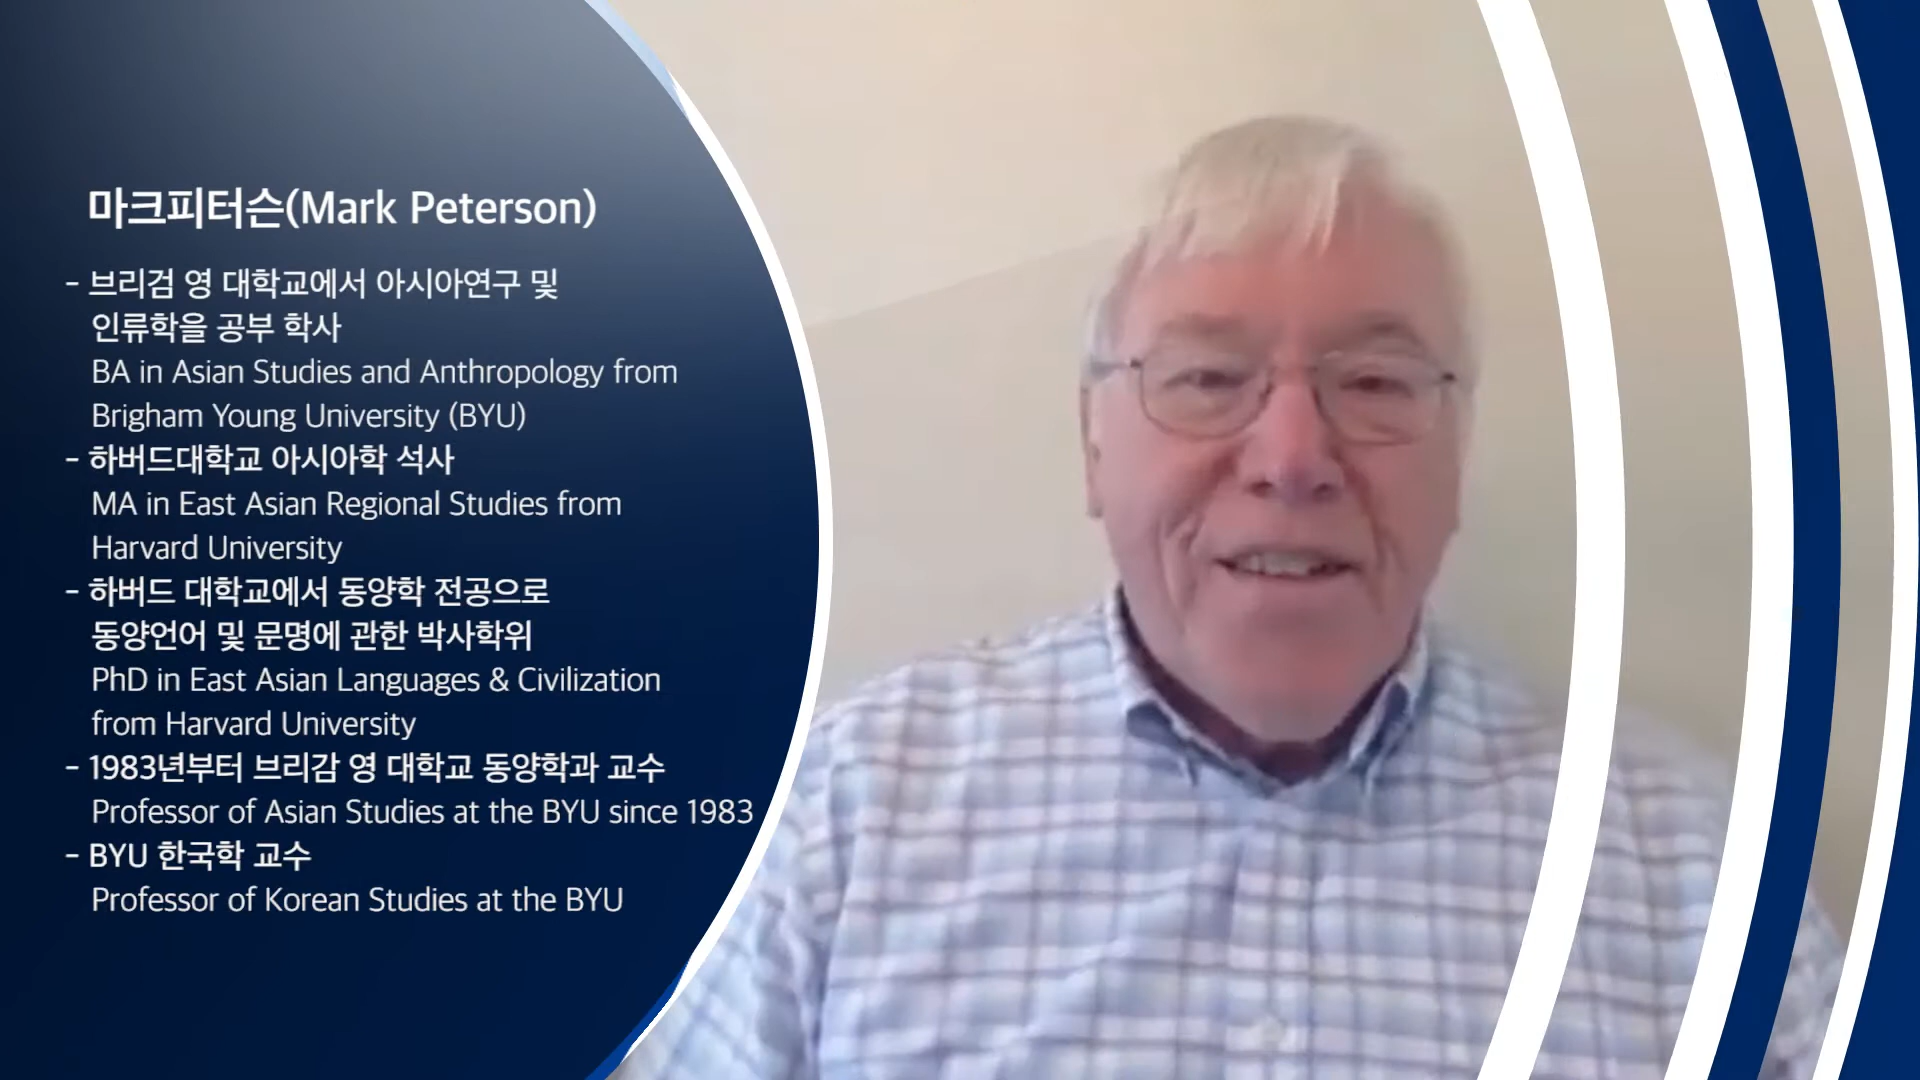 마크피터슨(Mark Peterson)
- 브리검 영 대학교에서 아시아연구 및
인류학을 공부 학사
BA in Asian Studies and Anthropology from
Brigham Young University (BYU)
- 하버드대학교 아시아학 석사
MA in East Asian Regional Studies from
Harvard University
- 하버드 대학교에서 동양학 전공으로
동양언어 및 문명에 관한 박사학위
PhD in East Asian Languages & Civilization
from Harvard University
- 1983년부터 브리감 영 대학교 동양학과 교수
Professor of Asian Studies at the BYU since 1983
- BYU 한국학 교수
Professor of Korean Studies at the BYU